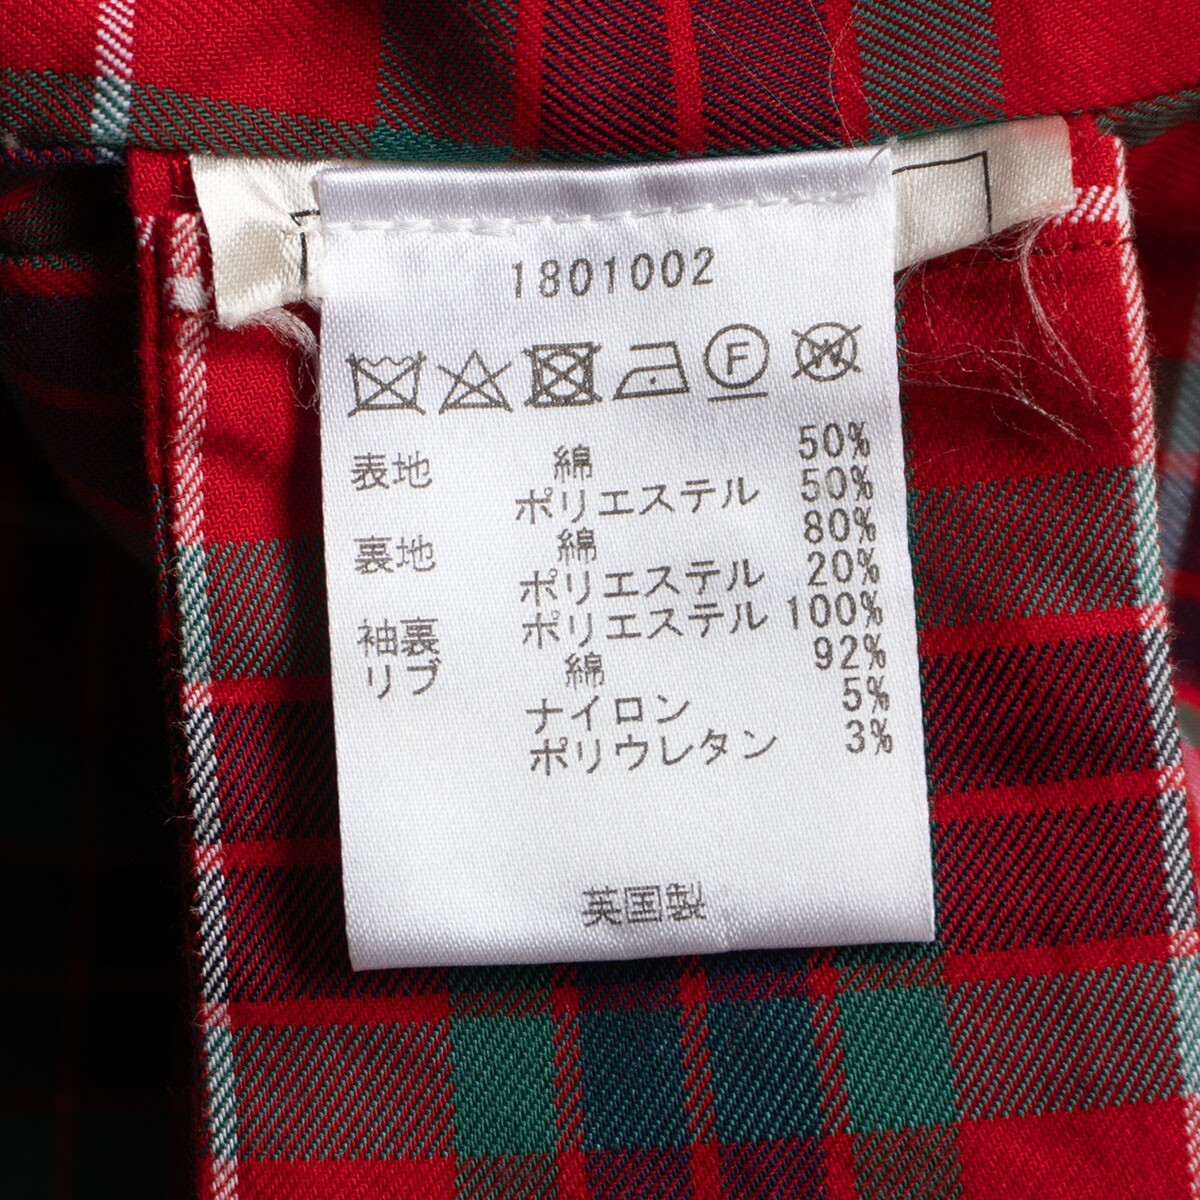 1801002
F W
表地 綿 50%
ポリエステル 50%
裏地 綿 80%
ポリエステル 20%
袖裏 ポリエステル 100%
リブ 綿 92%
ナイロン 5%
ポリウレタン 3%
英国製